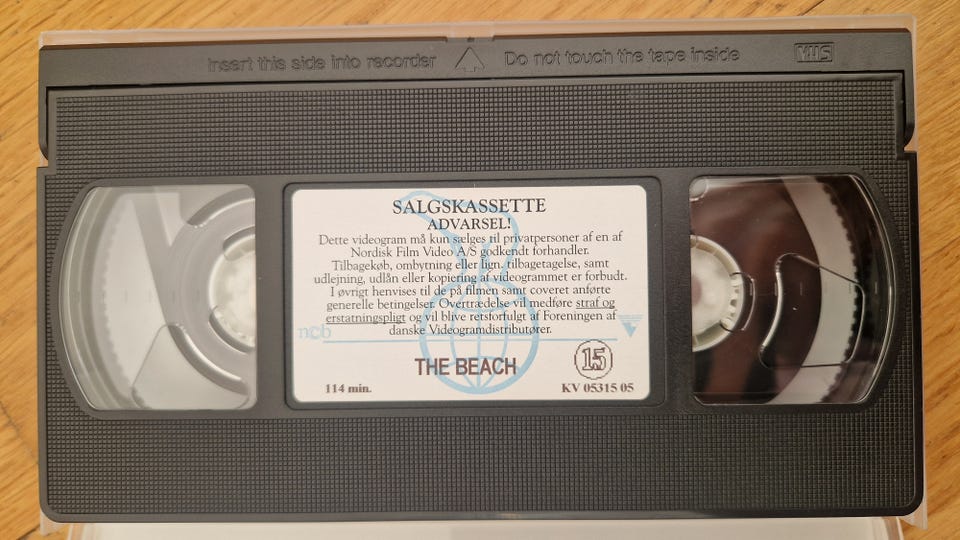 Insert this side into recorder Do not touch the tape inside VHS
SALGSKASSETTE
ADVARSEL!
Dette videogram må kun sælges til privatpersoner af en af
Nordisk Film Video A/S godkendt forhandler.
Tilbagekøb, ombytning eller lign. tilbagetagelse, samt
udlejning, udlån eller kopiering af videogrammet er forbudt.
I øvrigt henvises til de på filmen samt coveret anførte
generelle betingelser. Overtrædelse vil medføre straf og
erstatningspligt og vil blive retsforfulgt af Foreningen af
ncb danske Videogramdistributører.
THE BEACH 15
114 min. KV 05315 05